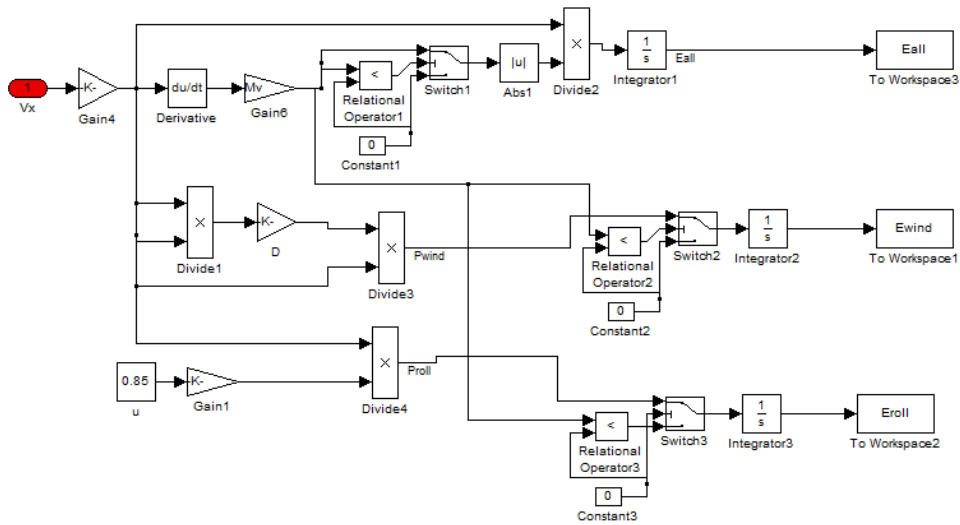 1
Vx
-K-
Gain4
du/dt
Derivative
Mv
Gain6
<
Relational
Operator1
0
Constant1
Switch1
|u|
Abs1
×
Divide2
1
s
Integrator1
Eall
Eall
To Workspace3
×
Divide1
K-
D
×
Divide3
Pwind
<
Relational
Operator2
0
Constant2
Switch2
1
s
Integrator2
Ewind
To Workspace1
0.85
u
K-
Gain1
×
Divide4
Proll
<
Relational
Operator3
0
Constant3
Switch3
1
s
Integrator3
Eroll
To Workspace2